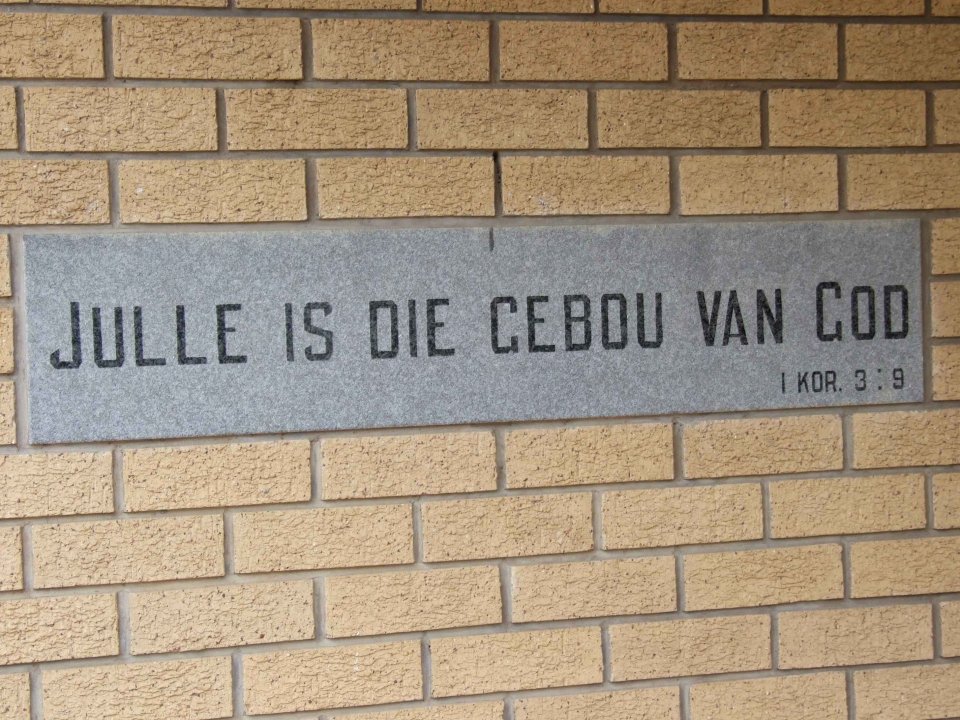 JULLE IS DIE GEBOU VAN GOD
I KOR. 3 : 9